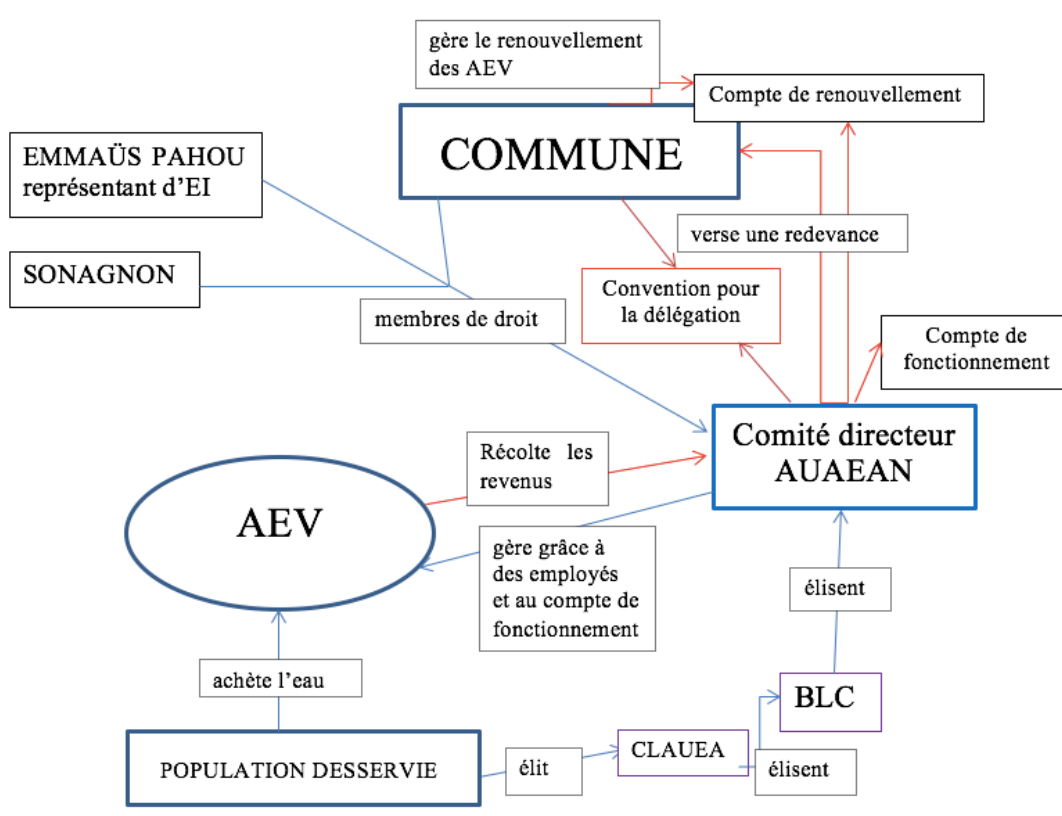 gère le renouvellement
des AEV
Compte de renouvellement
COMMUNE
EMMAÜS PAHOU
représentant d'EI
verse une redevance
SONAGNON
Convention pour
la délégation
membres de droit
Compte de
fonctionnement
Comité directeur
AUAEAN
Récolte les
revenus
AEV
gère grâce à
des employés
et au compte de
fonctionnement
élisent
achète l'eau
BLC
POPULATION DESSERVIE
élit
CLAUEA
élisent